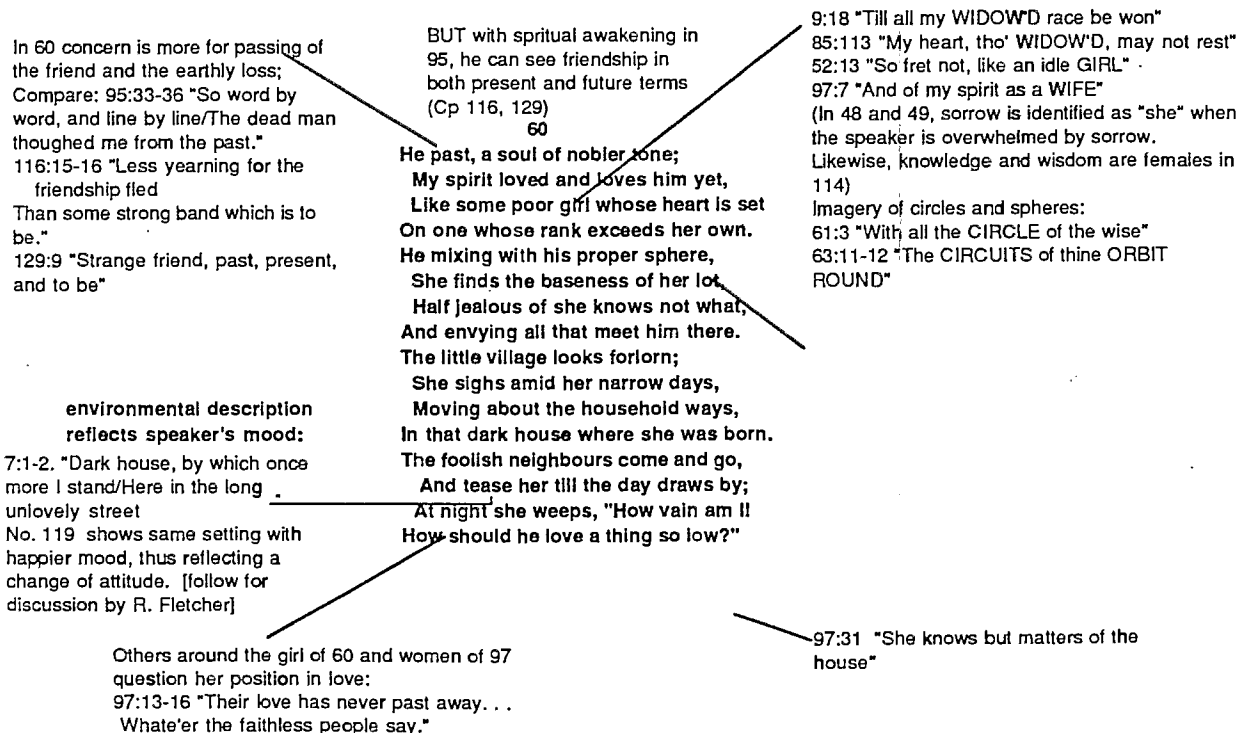 In 60 concern is more for passing of
the friend and the earthly loss;
Compare: 95:33-36 "So word by
word, and line by line/The dead man
thoughed me from the past."
116:15-16 "Less yearning for the
friendship fled
Than some strong band which is to
be."
129:9 "Strange friend, past, present,
and to be"
BUT with spritual awakening in
95, he can see friendship in
both present and future terms
(Cp 116, 129)
9:18 "Till all my WIDOW'D race be won"
85:113 "My heart, tho' WIDOW'D, may not rest"
52:13 "So fret not, like an idle GIRL"
97:7 "And of my spirit as a WIFE"
(In 48 and 49, sorrow is identified as "she" when
the speaker is overwhelmed by sorrow.
Likewise, knowledge and wisdom are females in
114)
Imagery of circles and spheres:
61:3 "With all the CIRCLE of the wise"
63:11-12 "The CIRCUITS of thine ORBIT
ROUND"
60
He past, a soul of nobler tone;
My spirit loved and loves him yet,
Like some poor girl whose heart is set
On one whose rank exceeds her own.
He mixing with his proper sphere,
She finds the baseness of her lot,
Half jealous of she knows not what,
And envying all that meet him there.
The little village looks forlorn;
She sighs amid her narrow days,
Moving about the household ways,
In that dark house where she was born.
The foolish neighbours come and go,
And tease her till the day draws by;
At night she weeps, "How vain am I!
How should he love a thing so low?"
environmental description
reflects speaker's mood:
7:1-2. "Dark house, by which once
more I stand/Here in the long
unlovely street
No. 119 shows same setting with
happier mood, thus reflecting a
change of attitude. [follow for
discussion by R. Fletcher]
Others around the girl of 60 and women of 97
question her position in love:
97:13-16 "Their love has never past away. . .
Whate'er the faithless people say."
97:31 "She knows but matters of the
house"